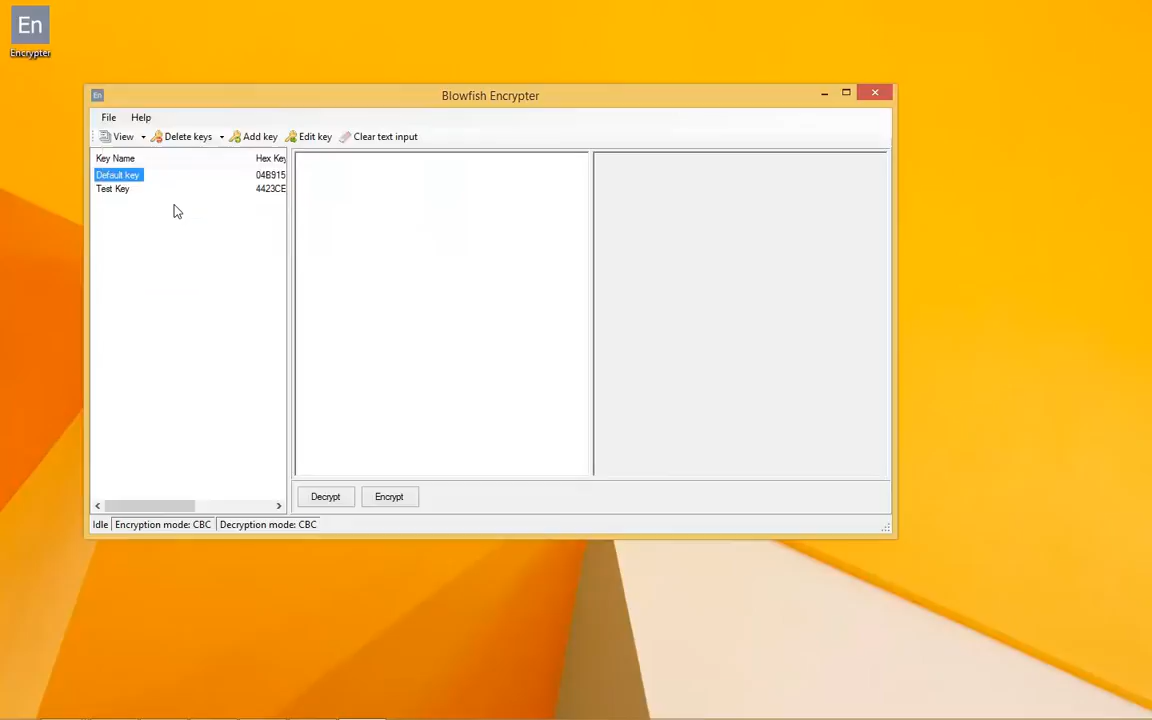 En
Encrypter
En Blowfish Encrypter
File Help
View Delete keys Add key Edit key Clear text input
Key Name Hex Key
Default key 04B915
Test Key 4423CE
Decrypt Encrypt
Idle Encryption mode: CBC Decryption mode: CBC